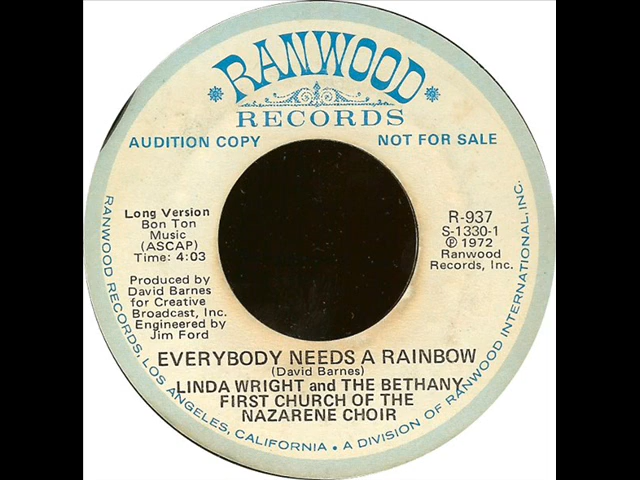 RANWOOD
RECORDS
AUDITION COPY
NOT FOR SALE
Long Version
Bon Ton
Music
(ASCAP)
Time: 4:03
Produced by
David Barnes
for Creative
Broadcast, Inc.
Engineered by
Jim Ford
R-937
S-1330-1
℗ 1972
Ranwood
Records, Inc.
EVERYBODY NEEDS A RAINBOW
(David Barnes)
LINDA WRIGHT and THE BETHANY
FIRST CHURCH OF THE
NAZARENE CHOIR
RANWOOD RECORDS, LOS ANGELES, CALIFORNIA • A DIVISION OF RANWOOD INTERNATIONAL, INC.